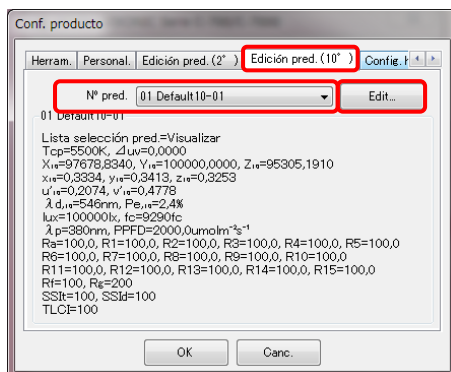 Conf. producto
Herram. Personal. Edición pred. (2°) Edición pred. (10°) Config.
Nº pred. 01 Default10-01 Edit...
01 Default10-01
Lista selección pred.=Visualizar
Tcp=5500K, ⊿uv=0,0000
X₁₀=97678,8340, Y₁₀=100000,0000, Z₁₀=95305,1910
x₁₀=0,3334, y₁₀=0,3413, z₁₀=0,3253
u'₁₀=0,2074, v'₁₀=0,4778
λd,₁₀=546nm, Pe,₁₀=2,4%
lux=100000lx, fc=9290fc
λp=380nm, PPFD=2000,0umolm⁻²s⁻¹
Ra=100,0, R1=100,0, R2=100,0, R3=100,0, R4=100,0, R5=100,0
R6=100,0, R7=100,0, R8=100,0, R9=100,0, R10=100,0
R11=100,0, R12=100,0, R13=100,0, R14=100,0, R15=100,0
Rf=100, Rg=200
SSIt=100, SSId=100
TLCI=100
OK Canc.